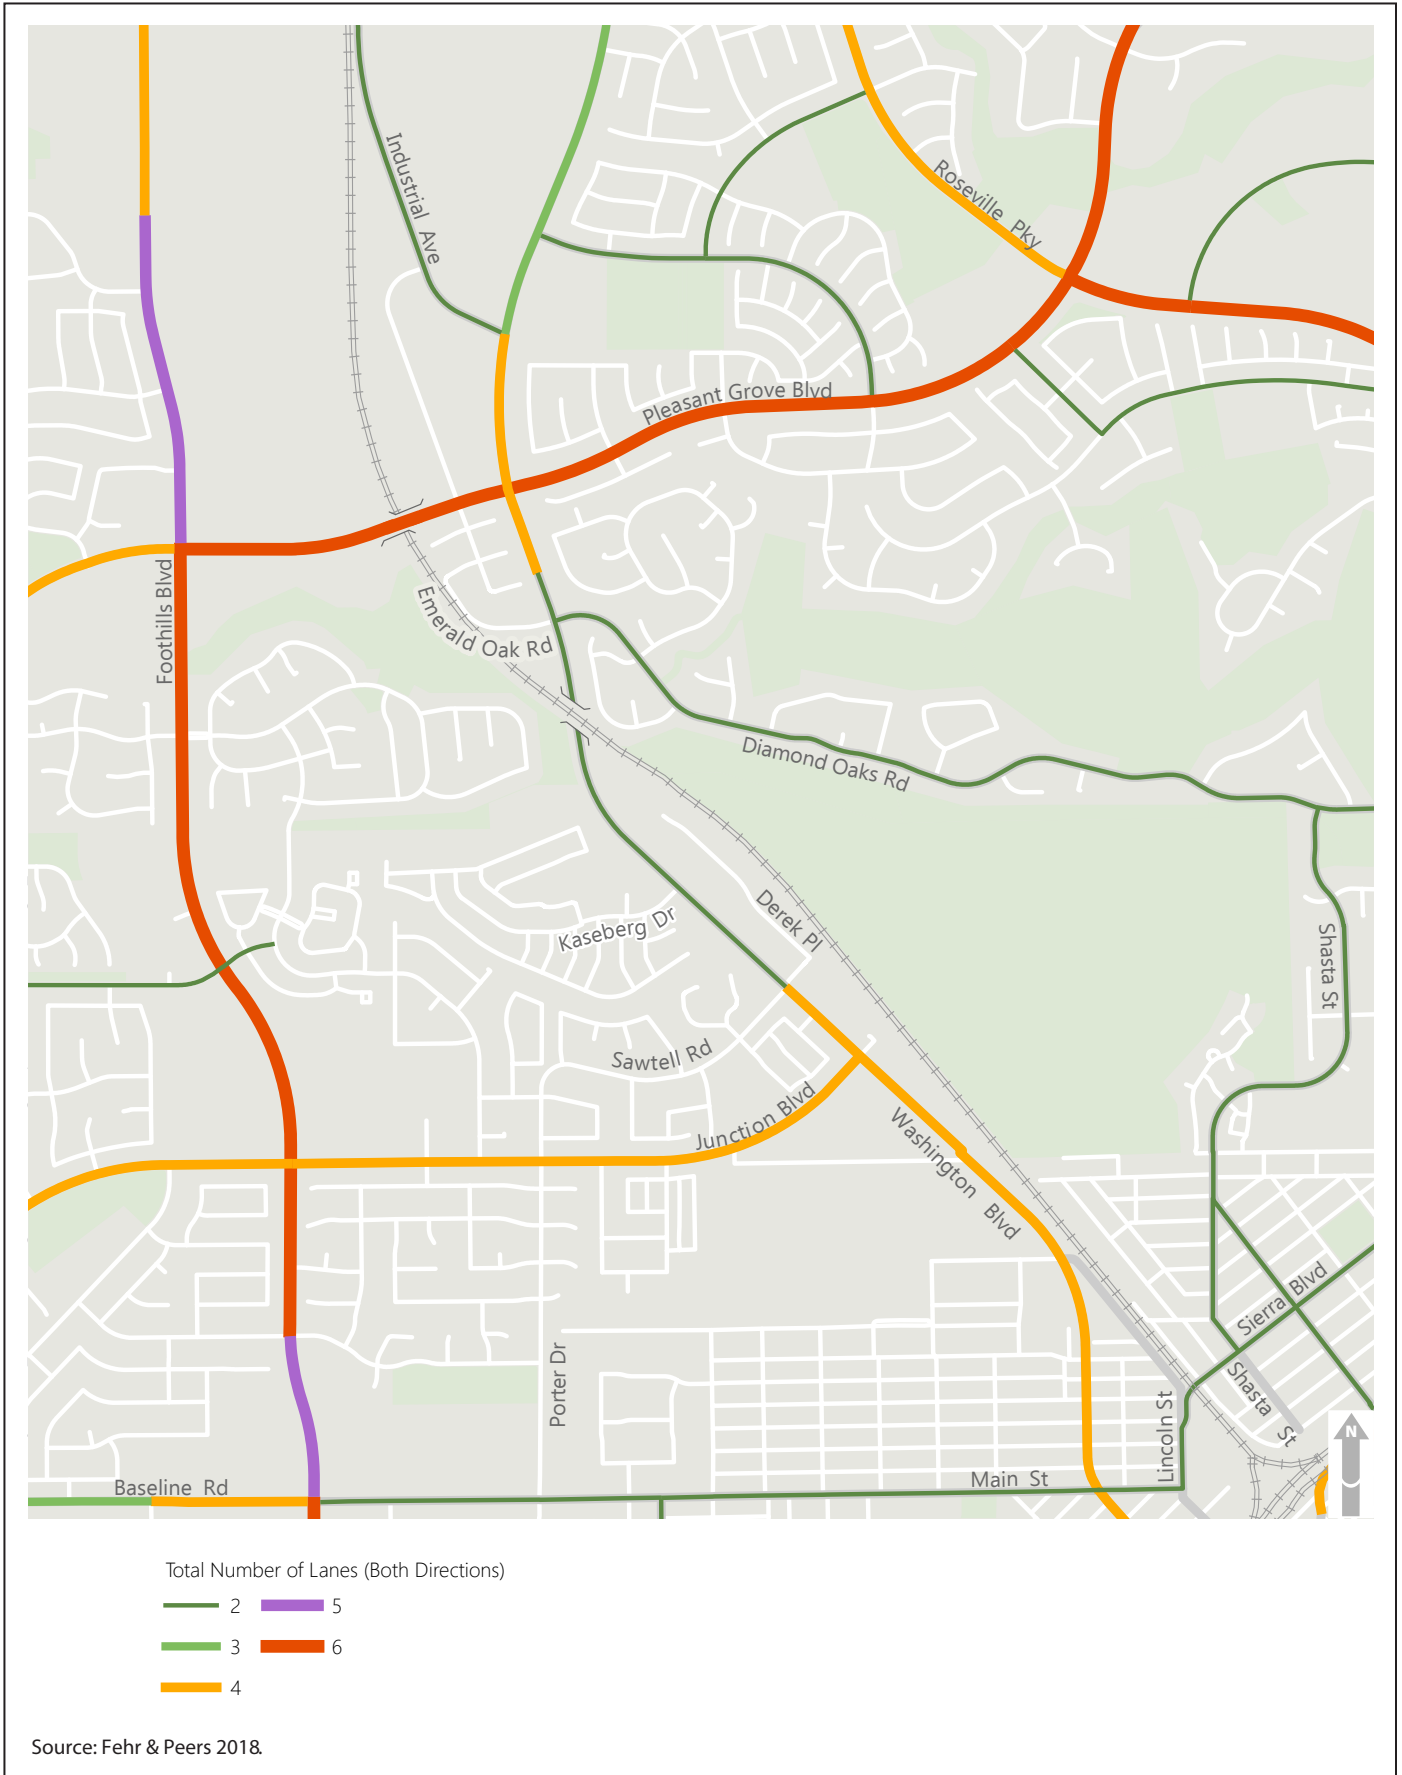 Industrial Ave
Roseville Pky
Pleasant Grove Blvd
Foothills Blvd
Emerald Oak Rd
Diamond Oaks Rd
Derek Pl
Kaseberg Dr
Shasta St
Sawtell Rd
Junction Blvd
Washington Blvd
Sierra Blvd
Porter Dr
Shasta St
Lincoln St
N
Main St
Baseline Rd
Total Number of Lanes (Both Directions)
2 5
3 6
4
Source: Fehr & Peers 2018.